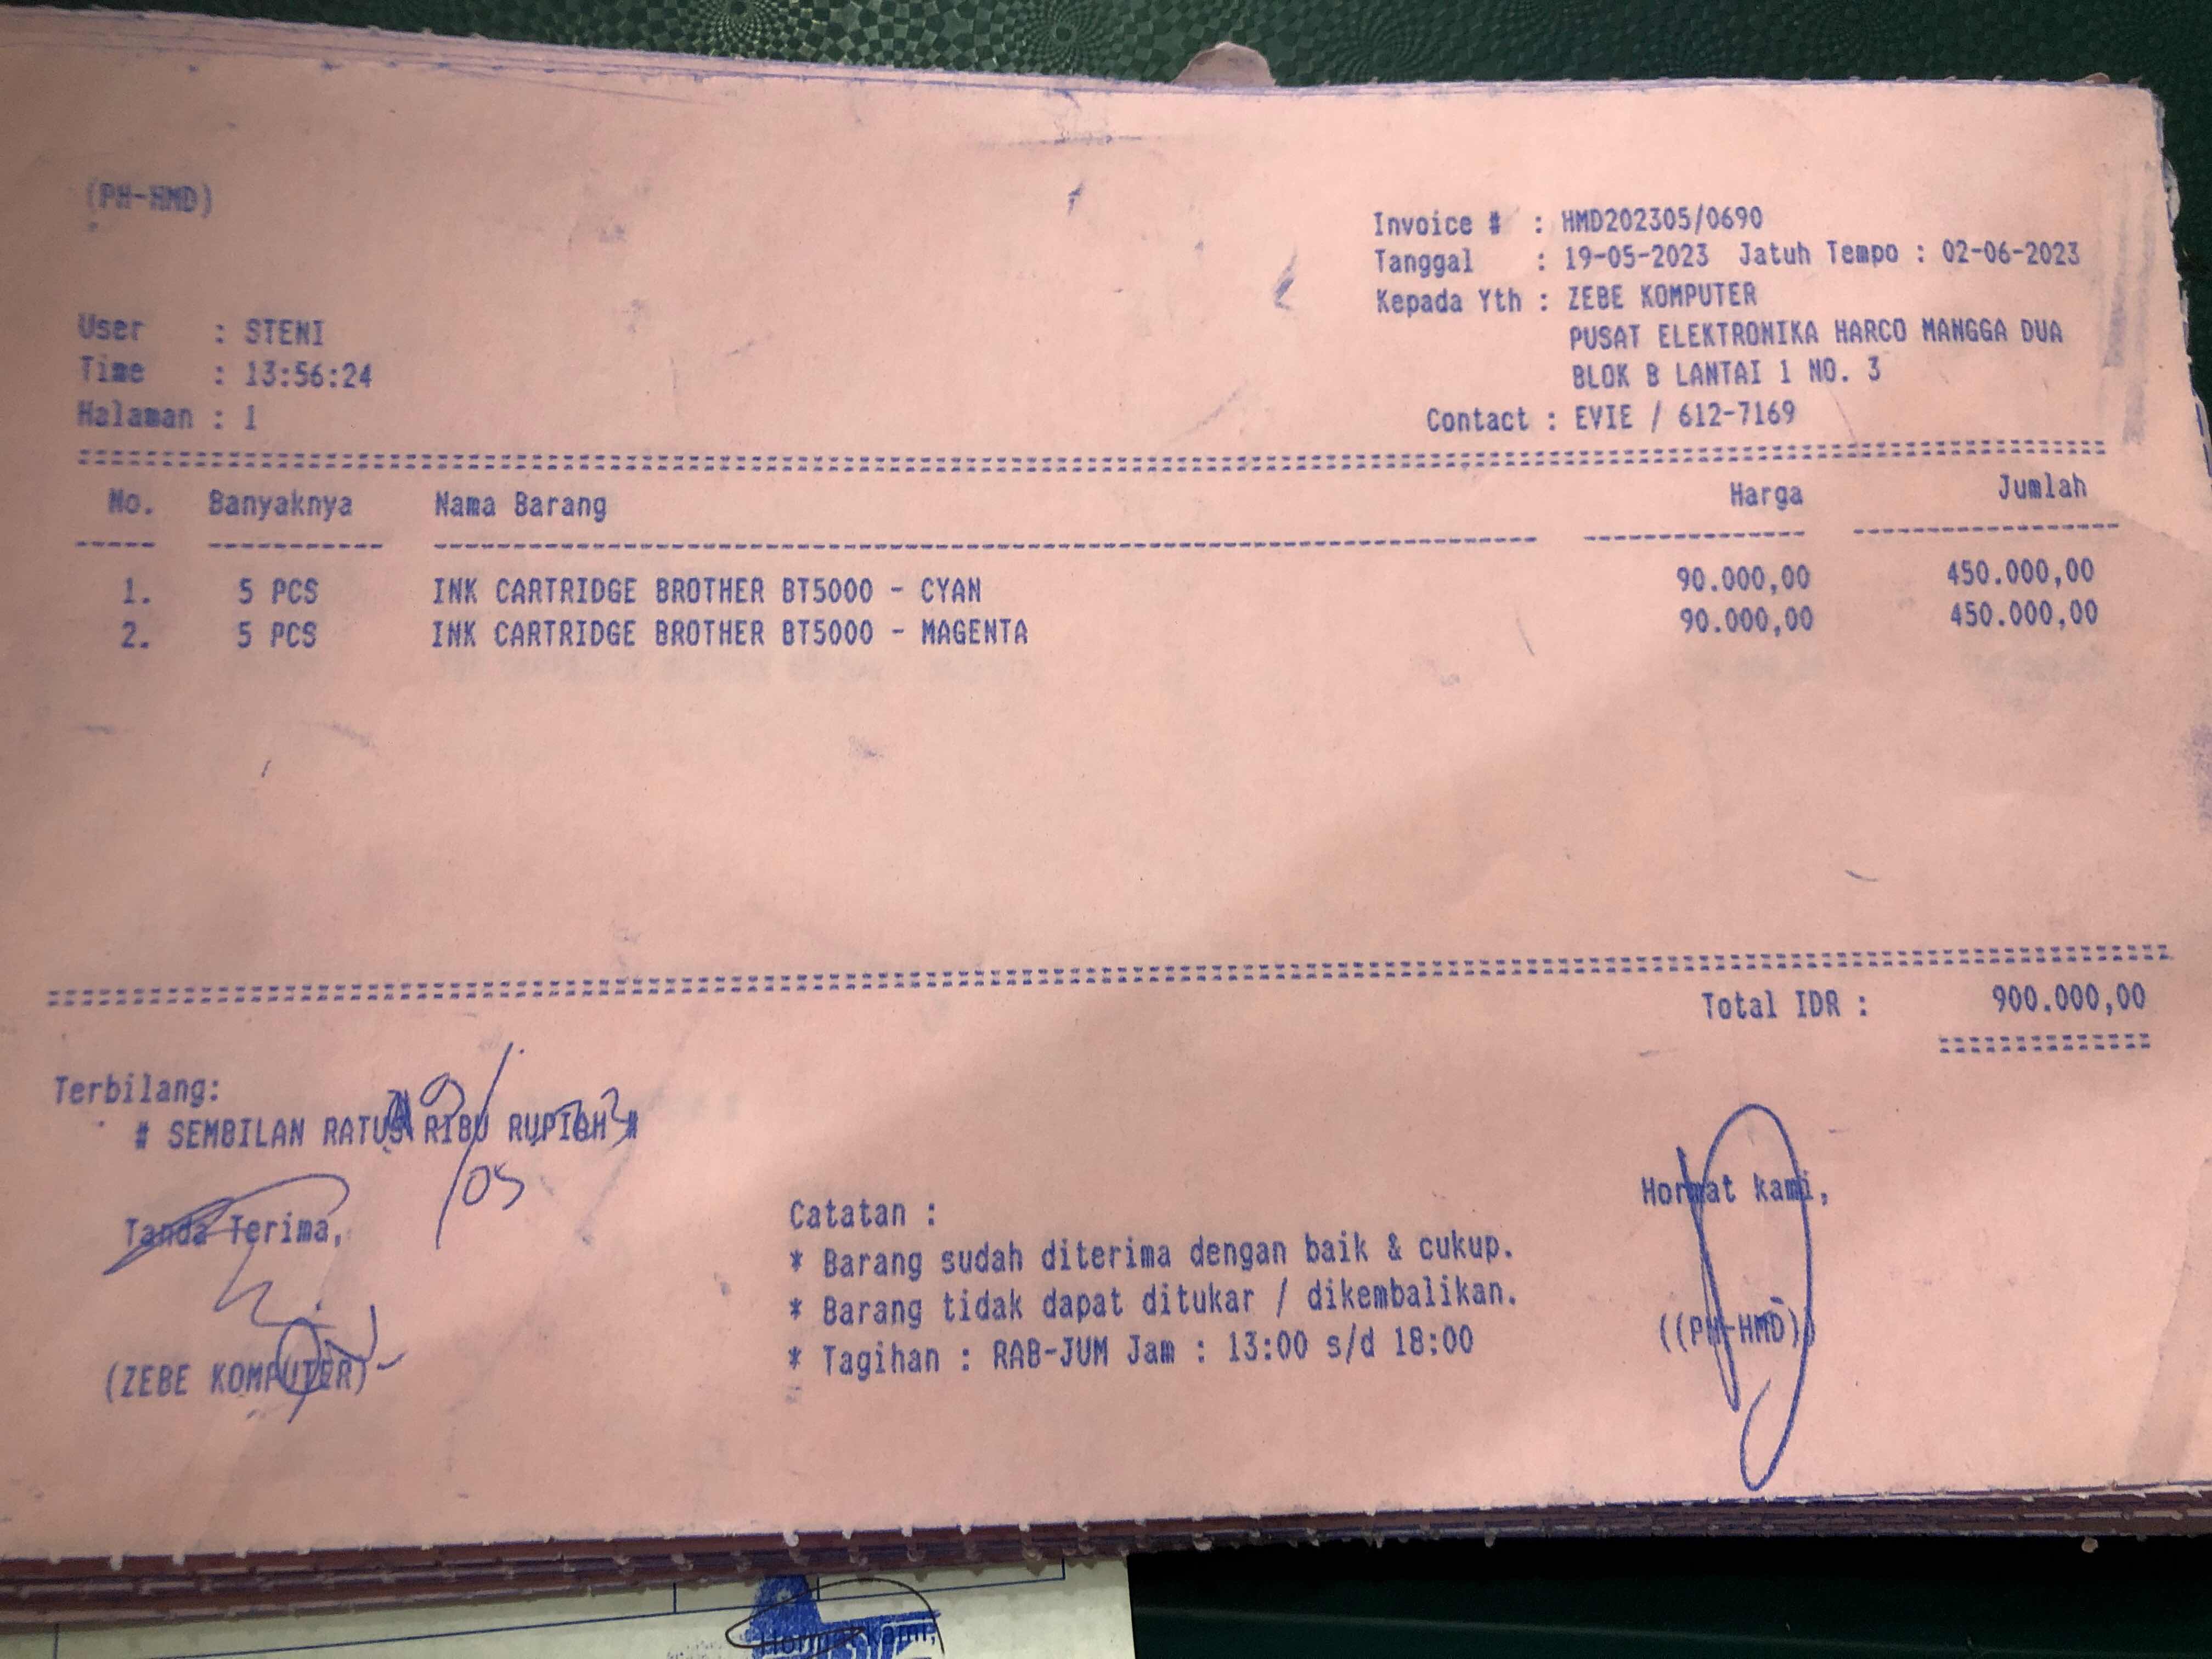 (PH-HMD)
Invoice # : HMD202305/0690
Tanggal : 19-05-2023 Jatuh Tempo : 02-06-2023
Kepada Yth : ZEBE KOMPUTER
User : STENI
PUSAT ELEKTRONIKA HARCO MANGGA DUA
Time : 13:56:24
BLOK B LANTAI 1 NO. 3
Halaman : 1
Contact : EVIE / 612-7169
No. Banyaknya Nama Barang Harga Jumlah
1. 5 PCS INK CARTRIDGE BROTHER BT5000 - CYAN 90.000,00 450.000,00
2. 5 PCS INK CARTRIDGE BROTHER BT5000 - MAGENTA 90.000,00 450.000,00
Total IDR : 900.000,00
Terbilang:
# SEMBILAN RATUS RIBU RUPIAH #
Tanda Terima,
(ZEBE KOMPUTER)
Catatan :
* Barang sudah diterima dengan baik & cukup.
* Barang tidak dapat ditukar / dikembalikan.
* Tagihan : RAB-JUM Jam : 13:00 s/d 18:00
Hormat kami,
((PH-HMD))
Hormat kami,